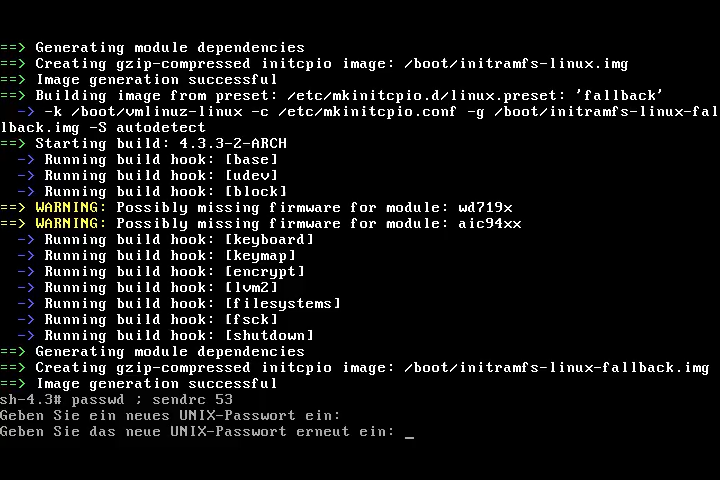 ==> Generating module dependencies
==> Creating gzip-compressed initcpio image: /boot/initramfs-linux.img
==> Image generation successful
==> Building image from preset: /etc/mkinitcpio.d/linux.preset: 'fallback'
  -> -k /boot/vmlinuz-linux -c /etc/mkinitcpio.conf -g /boot/initramfs-linux-fal
lback.img -S autodetect
==> Starting build: 4.3.3-2-ARCH
  -> Running build hook: [base]
  -> Running build hook: [udev]
  -> Running build hook: [block]
==> WARNING: Possibly missing firmware for module: wd719x
==> WARNING: Possibly missing firmware for module: aic94xx
  -> Running build hook: [keyboard]
  -> Running build hook: [keymap]
  -> Running build hook: [encrypt]
  -> Running build hook: [lvm2]
  -> Running build hook: [filesystems]
  -> Running build hook: [fsck]
  -> Running build hook: [shutdown]
==> Generating module dependencies
==> Creating gzip-compressed initcpio image: /boot/initramfs-linux-fallback.img
==> Image generation successful
sh-4.3# passwd ; sendrc 53
Geben Sie ein neues UNIX-Passwort ein:
Geben Sie das neue UNIX-Passwort erneut ein: _